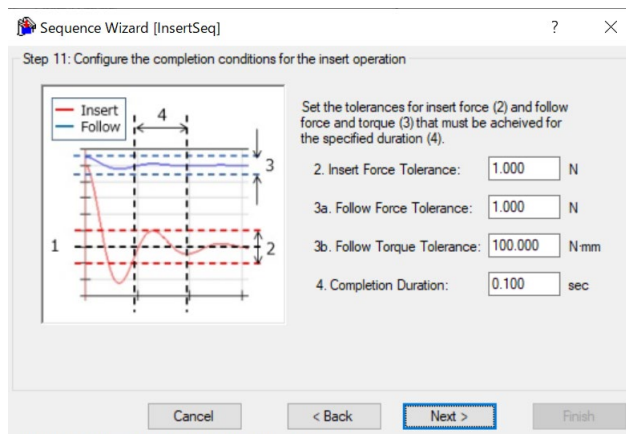 Sequence Wizard [InsertSeq]
?
Step 11: Configure the completion conditions for the insert operation
Insert
Follow
4
3
1
2
Set the tolerances for insert force (2) and follow
force and torque (3) that must be acheived for
the specified duration (4).
2. Insert Force Tolerance: 1.000 N
3a. Follow Force Tolerance: 1.000 N
3b. Follow Torque Tolerance: 100.000 N·mm
4. Completion Duration: 0.100 sec
Cancel < Back Next > Finish